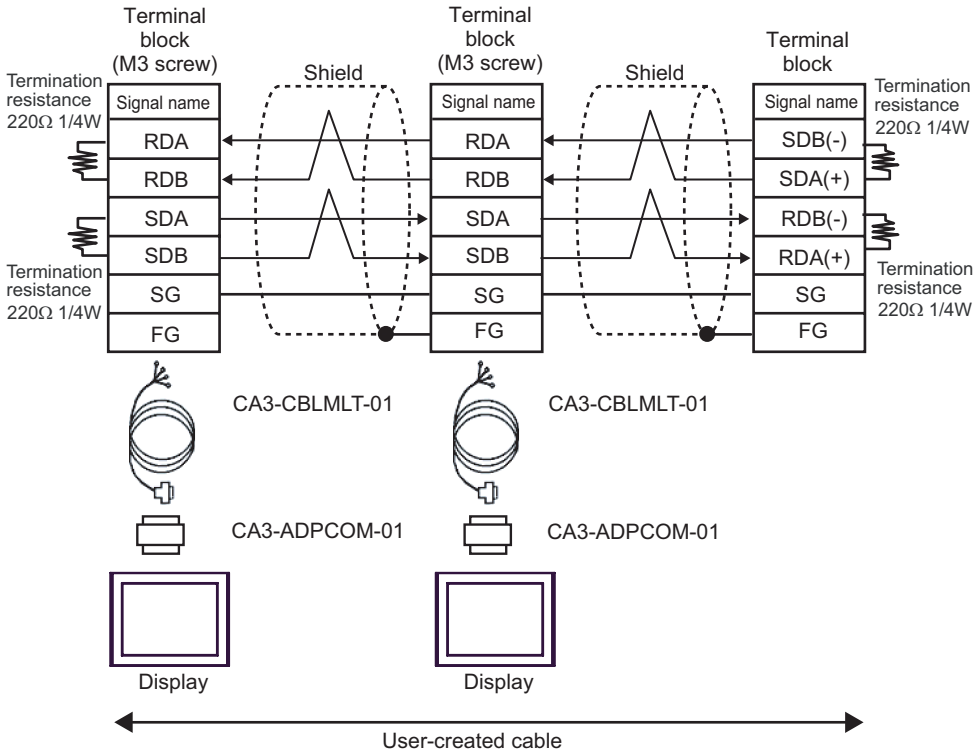 Terminal
block
(M3 screw)
Terminal
block
(M3 screw)
Terminal
block
Termination
resistance
220Ω 1/4W
Shield
Shield
Termination
resistance
220Ω 1/4W
Signal name
Signal name
Signal name
RDA
RDA
SDB(-)
RDB
RDB
SDA(+)
SDA
SDA
RDB(-)
SDB
SDB
RDA(+)
Termination
resistance
220Ω 1/4W
Termination
resistance
220Ω 1/4W
SG
SG
SG
FG
FG
FG
CA3-CBLMLT-01
CA3-CBLMLT-01
CA3-ADPCOM-01
CA3-ADPCOM-01
Display
Display
User-created cable